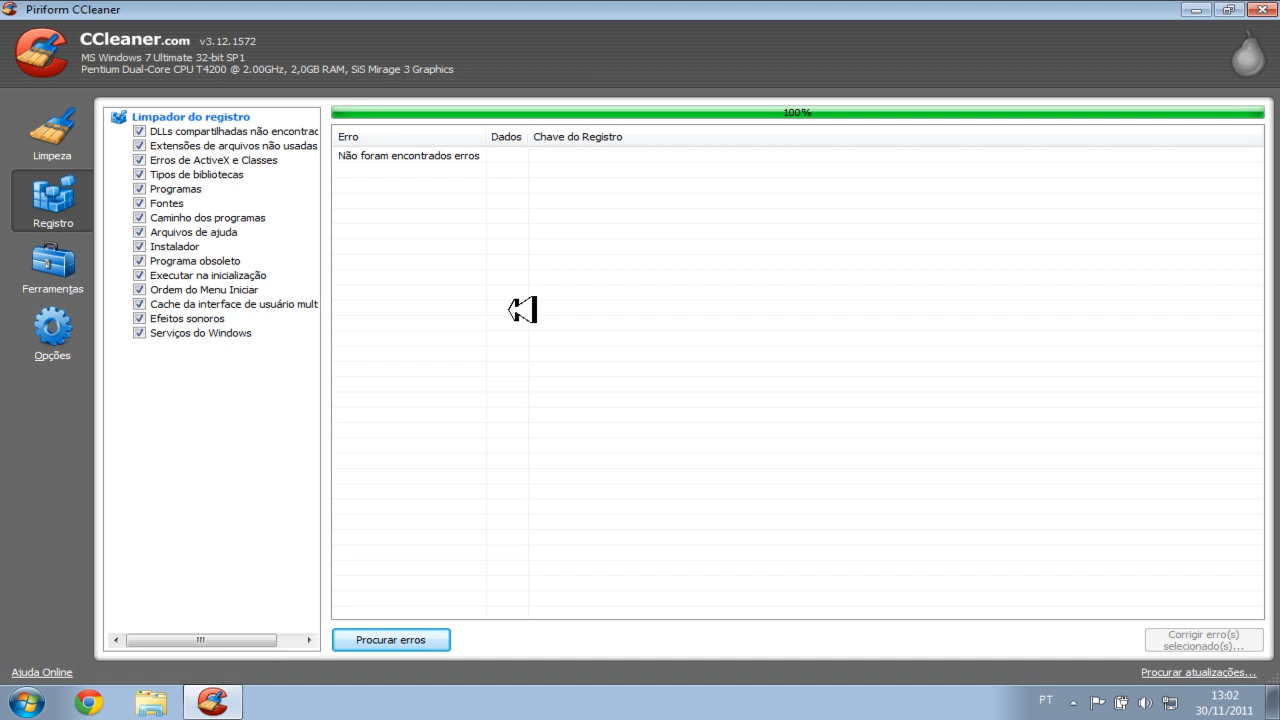 Piriform CCleaner
CCleaner.com v3.12.1572
MS Windows 7 Ultimate 32-bit SP1
Pentium Dual-Core CPU T4200 @ 2.00GHz, 2,0GB RAM, SiS Mirage 3 Graphics
Limpeza
Registro
Ferramentas
Opções
Limpador do registro
DLLs compartilhadas não encontrac
Extensões de arquivos não usadas
Erros de ActiveX e Classes
Tipos de bibliotecas
Programas
Fontes
Caminho dos programas
Arquivos de ajuda
Instalador
Programa obsoleto
Executar na inicialização
Ordem do Menu Iniciar
Cache da interface de usuário mult
Efeitos sonoros
Serviços do Windows
100%
Erro Dados Chave do Registro
Não foram encontrados erros
Procurar erros
Corrigir erro(s)
selecionado(s)...
Ajuda Online
Procurar atualizações...
PT
13:02
30/11/2011